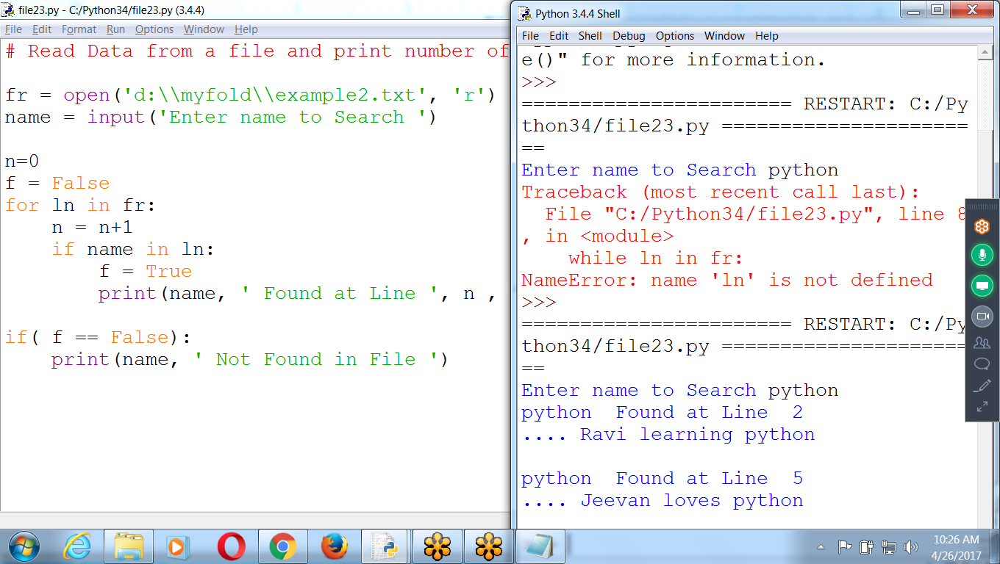 file23.py - C:/Python34/file23.py (3.4.4)
File Edit Format Run Options Window Help
# Read Data from a file and print number of
fr = open('d:\\myfold\\example2.txt', 'r')
name = input('Enter name to Search ')
n=0
f = False
for ln in fr:
    n = n+1
    if name in ln:
        f = True
        print(name, ' Found at Line ', n ,
if( f == False):
    print(name, ' Not Found in File ')
Python 3.4.4 Shell
File Edit Shell Debug Options Window Help
e()" for more information.
>>>
======================= RESTART: C:/Py
thon34/file23.py =====================
==
Enter name to Search python
Traceback (most recent call last):
  File "C:/Python34/file23.py", line 8
, in <module>
    while ln in fr:
NameError: name 'ln' is not defined
>>>
======================= RESTART: C:/Py
thon34/file23.py =====================
==
Enter name to Search python
python  Found at Line  2
.... Ravi learning python
python  Found at Line  5
.... Jeevan loves python
10:26 AM
4/26/2017